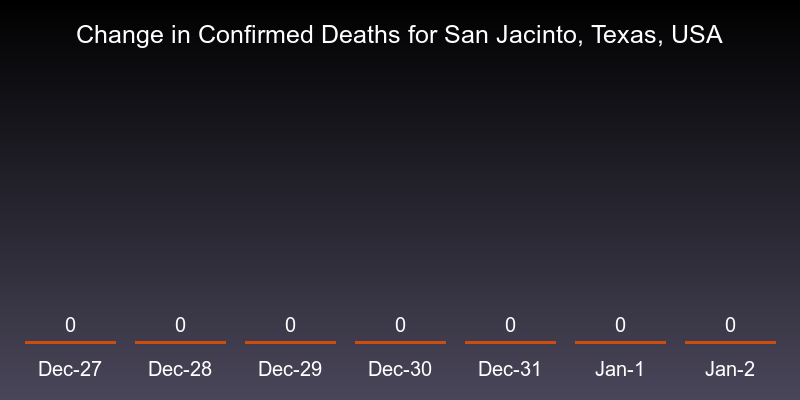 Change in Confirmed Deaths for San Jacinto, Texas, USA
0 0 0 0 0 0 0
Dec-27 Dec-28 Dec-29 Dec-30 Dec-31 Jan-1 Jan-2